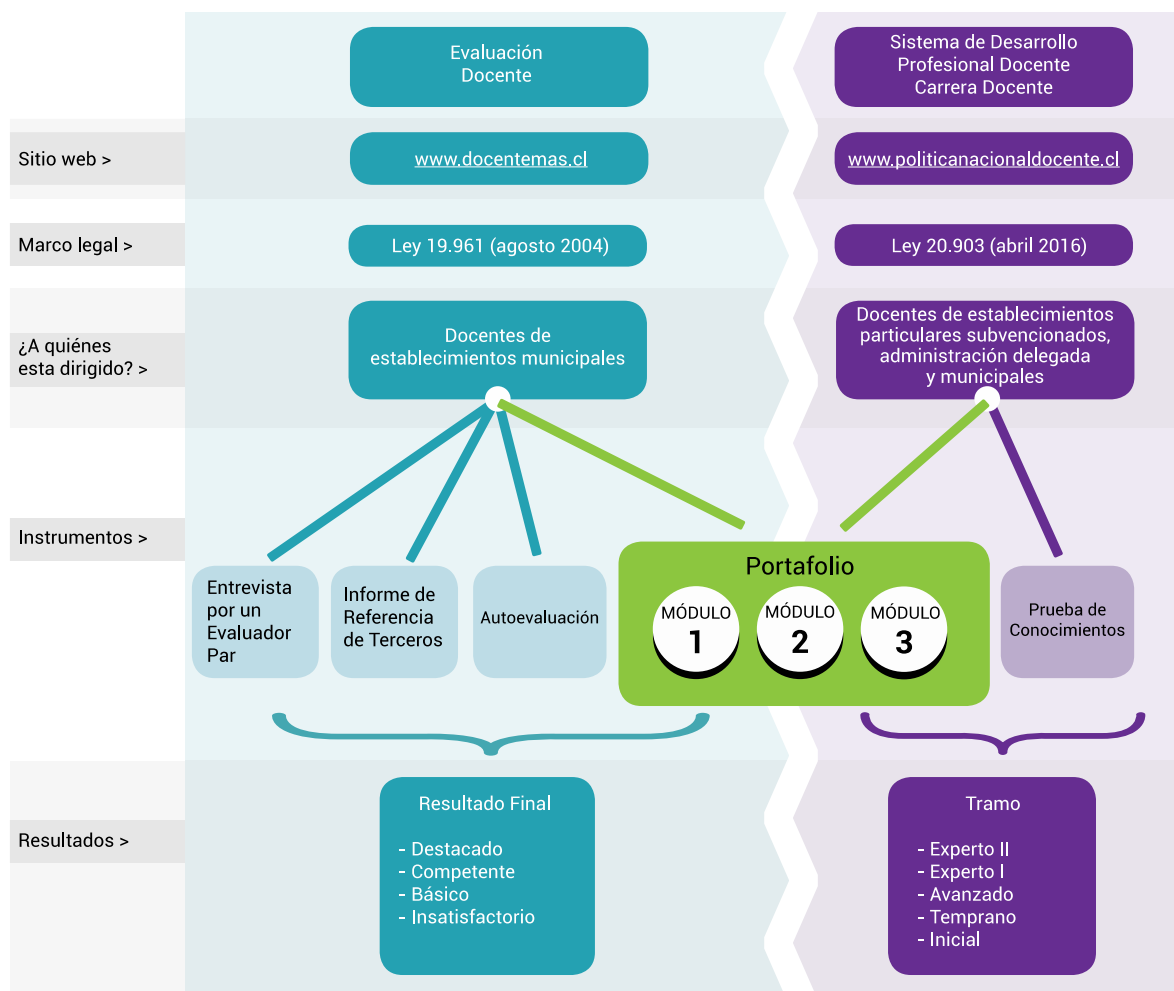 Evaluación
Docente
Sistema de Desarrollo
Profesional Docente
Carrera Docente
Sitio web >
www.docentemas.cl
www.politicanacionaldocente.cl
Marco legal >
Ley 19.961 (agosto 2004)
Ley 20.903 (abril 2016)
¿A quiénes
esta dirigido? >
Docentes de
establecimientos municipales
Docentes de establecimientos
particulares subvencionados,
administración delegada
y municipales
Instrumentos >
Entrevista
por un
Evaluador
Par
Informe de
Referencia
de Terceros
Autoevaluación
Portafolio
MÓDULO
1
MÓDULO
2
MÓDULO
3
Prueba de
Conocimientos
Resultados >
Resultado Final
- Destacado
- Competente
- Básico
- Insatisfactorio
Tramo
- Experto II
- Experto I
- Avanzado
- Temprano
- Inicial